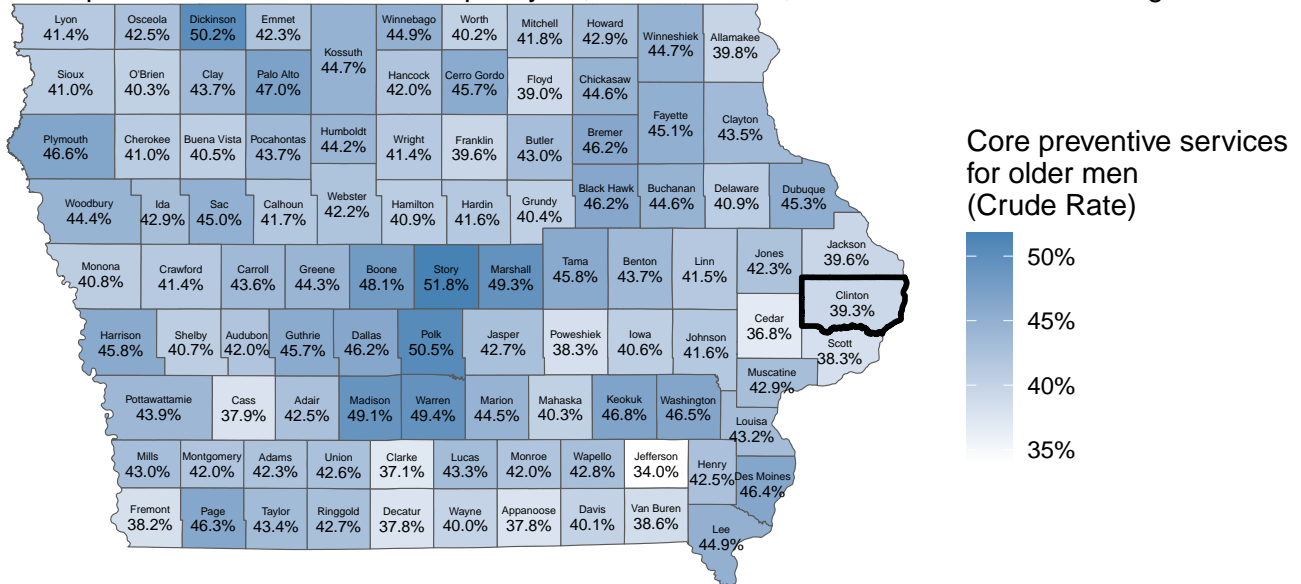 Lyon
41.4%
Osceola
42.5%
Dickinson
50.2%
Emmet
42.3%
Kossuth
44.7%
Winnebago
44.9%
Worth
40.2%
Mitchell
41.8%
Howard
42.9%
Winneshiek
44.7%
Allamakee
39.8%
Sioux
41.0%
O'Brien
40.3%
Clay
43.7%
Palo Alto
47.0%
Hancock
42.0%
Cerro Gordo
45.7%
Floyd
39.0%
Chickasaw
44.6%
Fayette
45.1%
Clayton
43.5%
Plymouth
46.6%
Cherokee
41.0%
Buena Vista
40.5%
Pocahontas
43.7%
Humboldt
44.2%
Wright
41.4%
Franklin
39.6%
Butler
43.0%
Bremer
46.2%
Woodbury
44.4%
Ida
42.9%
Sac
45.0%
Calhoun
41.7%
Webster
42.2%
Hamilton
40.9%
Hardin
41.6%
Grundy
40.4%
Black Hawk
46.2%
Buchanan
44.6%
Delaware
40.9%
Dubuque
45.3%
Monona
40.8%
Crawford
41.4%
Carroll
43.6%
Greene
44.3%
Boone
48.1%
Story
51.8%
Marshall
49.3%
Tama
45.8%
Benton
43.7%
Linn
41.5%
Jones
42.3%
Jackson
39.6%
Clinton
39.3%
Harrison
45.8%
Shelby
40.7%
Audubon
42.0%
Guthrie
45.7%
Dallas
46.2%
Polk
50.5%
Jasper
42.7%
Poweshiek
38.3%
Iowa
40.6%
Johnson
41.6%
Cedar
36.8%
Scott
38.3%
Muscatine
42.9%
Pottawattamie
43.9%
Cass
37.9%
Adair
42.5%
Madison
49.1%
Warren
49.4%
Marion
44.5%
Mahaska
40.3%
Keokuk
46.8%
Washington
46.5%
Louisa
43.2%
Mills
43.0%
Montgomery
42.0%
Adams
42.3%
Union
42.6%
Clarke
37.1%
Lucas
43.3%
Monroe
42.0%
Wapello
42.8%
Jefferson
34.0%
Henry
42.5%
Des Moines
46.4%
Fremont
38.2%
Page
46.3%
Taylor
43.4%
Ringgold
42.7%
Decatur
37.8%
Wayne
40.0%
Appanoose
37.8%
Davis
40.1%
Van Buren
38.6%
Lee
44.9%
Core preventive services
for older men
(Crude Rate)
50%
45%
40%
35%